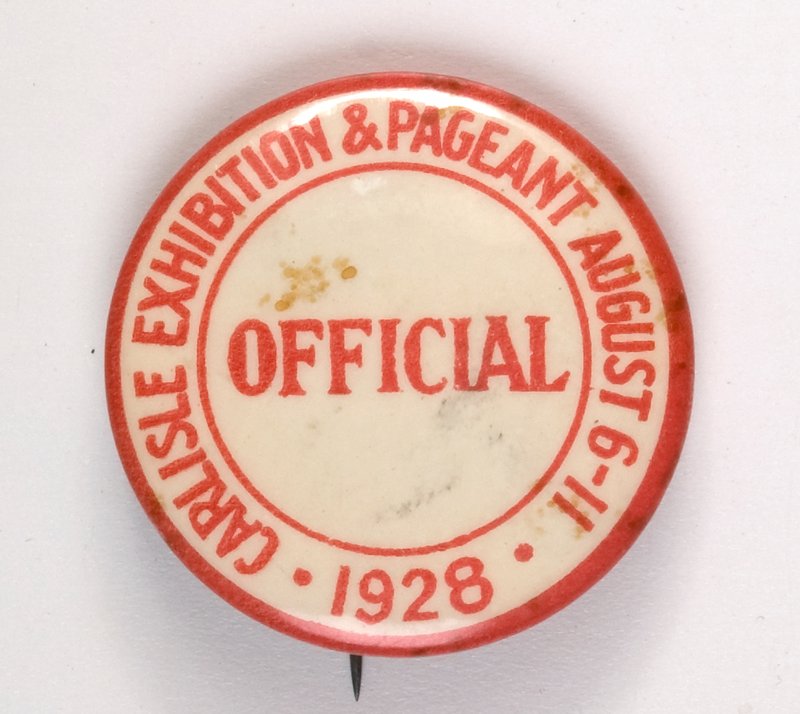 CARLISLE EXHIBITION & PAGEANT AUGUST 6-11
OFFICIAL
• 1928 •